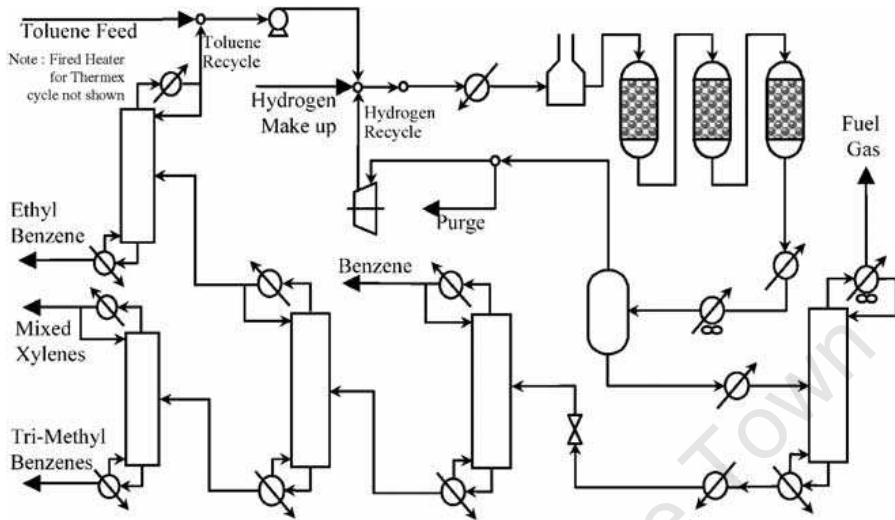 Toluene Feed
Note : Fired Heater
for Thermex
cycle not shown
Toluene
Recycle
Hydrogen
Make up
Hydrogen
Recycle
Fuel
Gas
Purge
Ethyl
Benzene
Benzene
Mixed
Xylenes
Tri-Methyl
Benzenes
Town